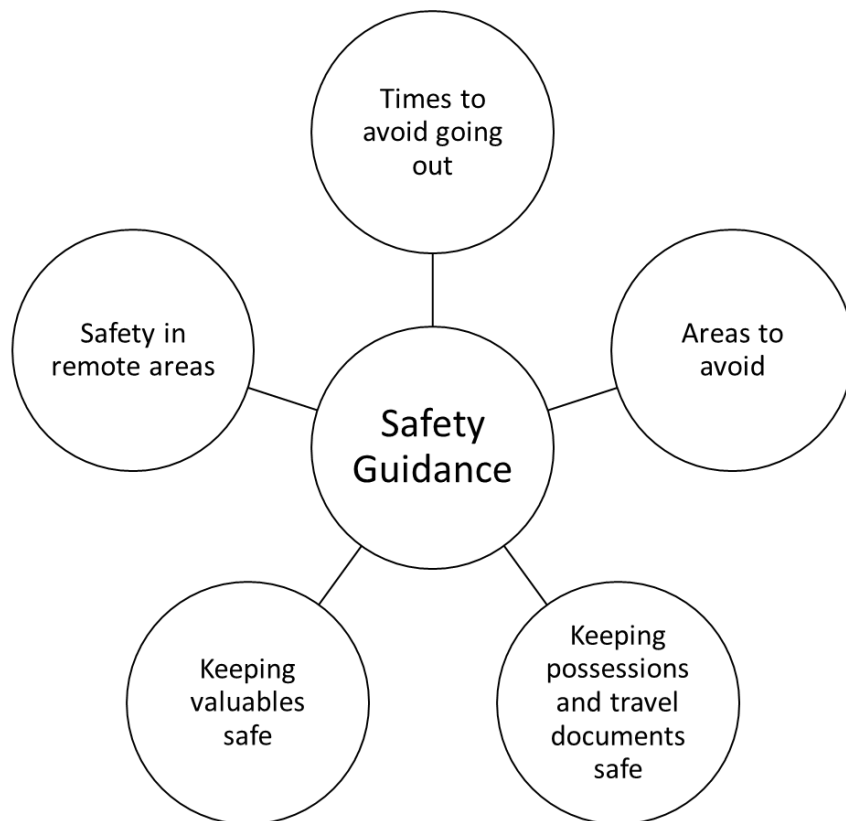 Times to
avoid going
out
Safety in
remote areas
Areas to
avoid
Safety
Guidance
Keeping
valuables
safe
Keeping
possessions
and travel
documents
safe